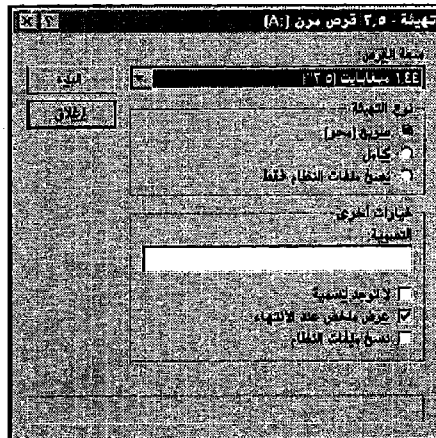 تهيئة - ٣,٥ قرص مرن (A:)
سعة القرص
١,٤٤ ميغابايت (٣,٥")
البدء
إغلاق
نوع التهيئة
سريع (محو)
كامل
نسخ ملفات النظام فقط
خيارات أخرى
التسمية
لا توجد تسمية
عرض ملخص عند الانتهاء
نسخ ملفات النظام